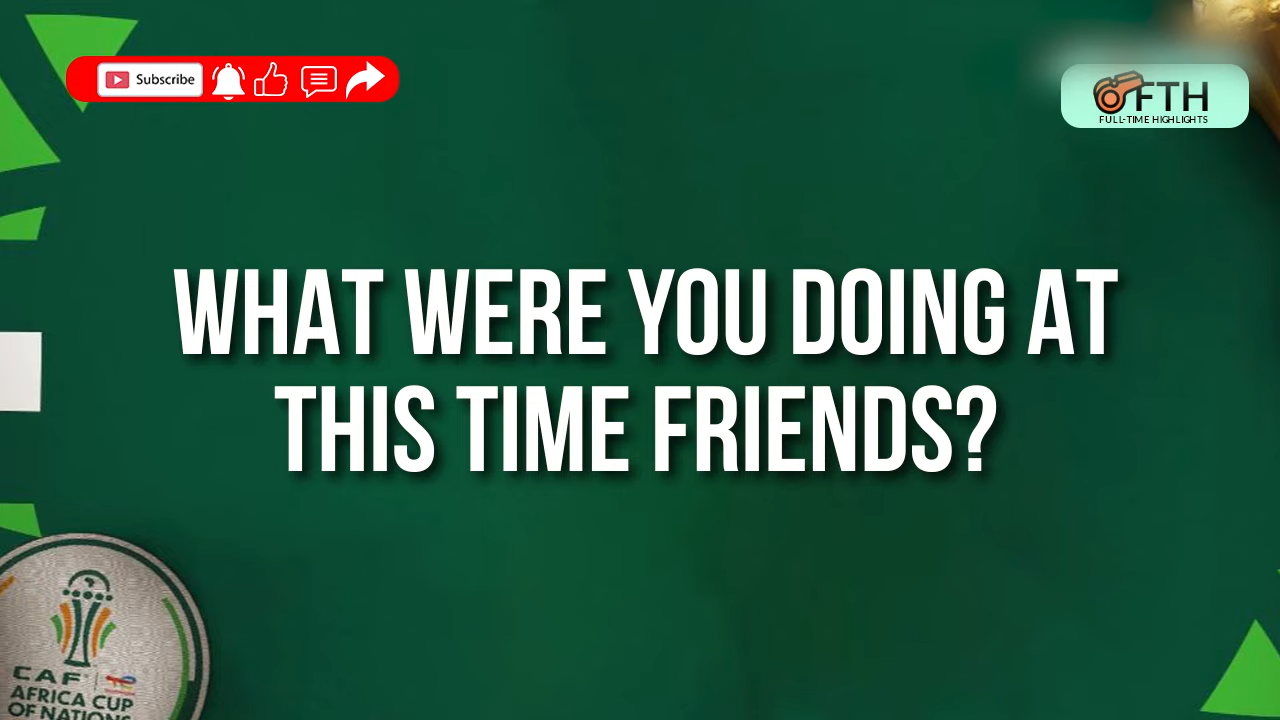 Subscribe
FTH
FULL-TIME HIGHLIGHTS
WHAT WERE YOU DOING AT
THIS TIME FRIENDS?
CAF
AFRICA CUP
OF NATIONS